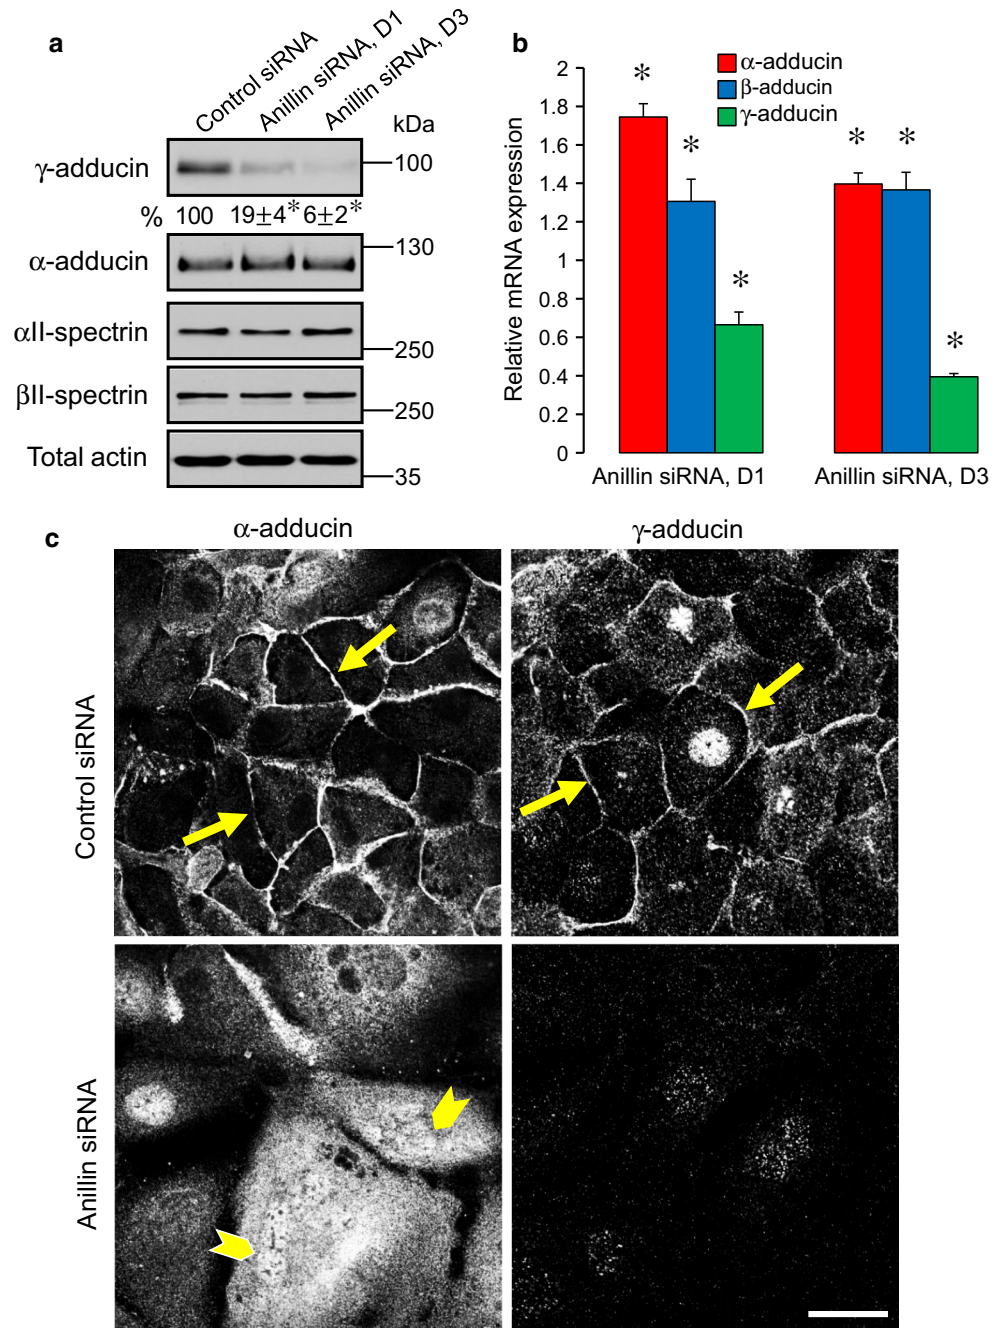 a
Control siRNA
Anillin siRNA, D1
Anillin siRNA, D3
kDa
γ-adducin
100
% 100 19±4* 6±2*
α-adducin
130
αII-spectrin
250
βII-spectrin
250
Total actin
35
b
α-adducin
β-adducin
γ-adducin
Relative mRNA expression
2
1.8
1.6
1.4
1.2
1
0.8
0.6
0.4
0.2
0
* * *
* * *
Anillin siRNA, D1
Anillin siRNA, D3
c
α-adducin
γ-adducin
Control siRNA
Anillin siRNA